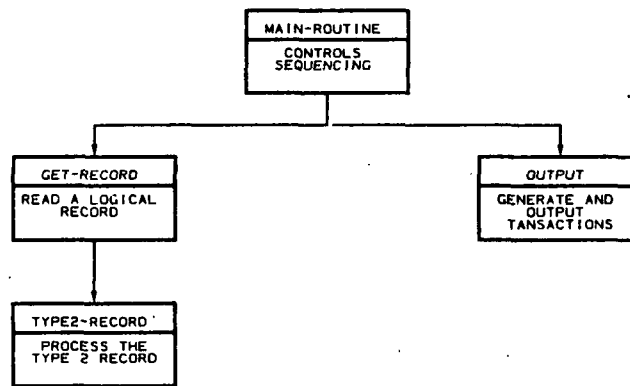 MAIN-ROUTINE
CONTROLS
SEQUENCING
GET-RECORD
READ A LOGICAL
RECORD
OUTPUT
GENERATE AND
OUTPUT
TANSACTIONS
TYPE2-RECORD
PROCESS THE
TYPE 2 RECORD